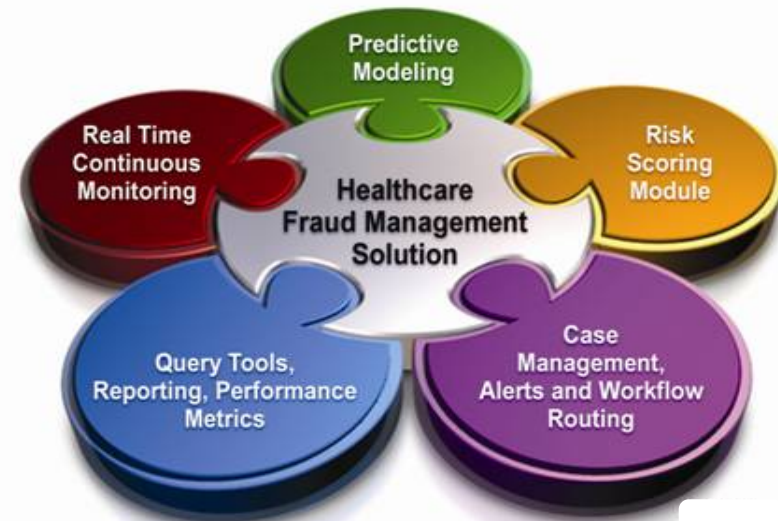 Predictive
Modeling
Real Time
Continuous
Monitoring
Risk
Scoring
Module
Healthcare
Fraud Management
Solution
Query Tools,
Reporting, Performance
Metrics
Case
Management,
Alerts and Workflow
Routing